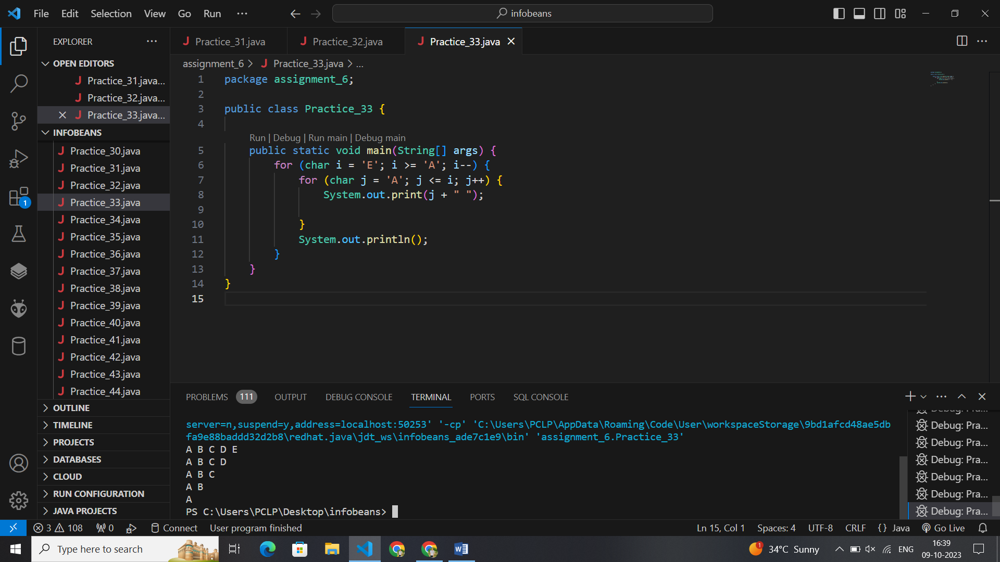 File Edit Selection View Go Run ...
infobeans
EXPLORER
OPEN EDITORS
Practice_31.java...
Practice_32.java...
Practice_33.java...
INFOBEANS
Practice_30.java
Practice_31.java
Practice_32.java
Practice_33.java
Practice_34.java
Practice_35.java
Practice_36.java
Practice_37.java
Practice_38.java
Practice_39.java
Practice_40.java
Practice_41.java
Practice_42.java
Practice_43.java
Practice_44.java
OUTLINE
TIMELINE
PROJECTS
DATABASES
CLOUD
RUN CONFIGURATION
JAVA PROJECTS
1
Practice_31.java Practice_32.java Practice_33.java
assignment_6 > Practice_33.java > ...
1 package assignment_6;
2
3 public class Practice_33 {
4
Run | Debug | Run main | Debug main
5 public static void main(String[] args) {
6 for (char i = 'E'; i >= 'A'; i--) {
7 for (char j = 'A'; j <= i; j++) {
8 System.out.print(j + " ");
9
10 }
11 System.out.println();
12 }
13 }
14 }
15
PROBLEMS 111 OUTPUT DEBUG CONSOLE TERMINAL PORTS SQL CONSOLE
server=n,suspend=y,address=localhost:50253' '-cp' 'C:\Users\PCLP\AppData\Roaming\Code\User\workspaceStorage\9bd1afcd48ae5db
fa9e88baddd32d2b8\redhat.java\jdt_ws\infobeans_ade7c1e9\bin' 'assignment_6.Practice_33'
A B C D E
A B C D
A B C
A B
A
PS C:\Users\PCLP\Desktop\infobeans>
Debug: Pra...
Debug: Pra...
Debug: Pra...
Debug: Pra...
Debug: Pra...
Debug: Pra...
3 108 0 Connect User program finished
Ln 15, Col 1 Spaces: 4 UTF-8 CRLF {} Java Go Live
Type here to search
1 34°C Sunny ENG
16:39
09-10-2023